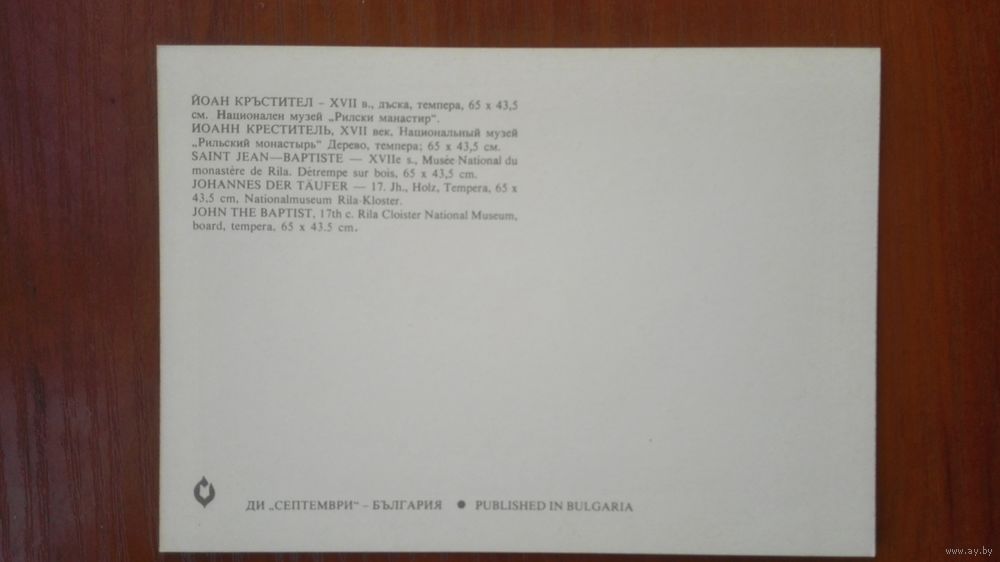 ЙОАН КРЪСТИТЕЛ – XVII в., дъска, темпера, 65 x 43,5
см. Национален музей „Рилски манастир“.
ИОАНН КРЕСТИТЕЛЬ, XVII век. Национальный музей
„Рильский монастырь“ Дерево, темпера; 65 x 43,5 см.
SAINT JEAN—BAPTISTE — XVIIe s., Musée National du
monastère de Rila. Détrempe sur bois, 65 x 43,5 cm.
JOHANNES DER TÄUFER — 17. Jh., Holz, Tempera, 65 x
43,5 cm, Nationalmuseum Rila-Kloster.
JOHN THE BAPTIST, 17th c. Rila Cloister National Museum,
board, tempera, 65 x 43.5 cm.
ДИ „СЕПТЕМВРИ“ – БЪЛГАРИЯ ● PUBLISHED IN BULGARIA
www.ay.by